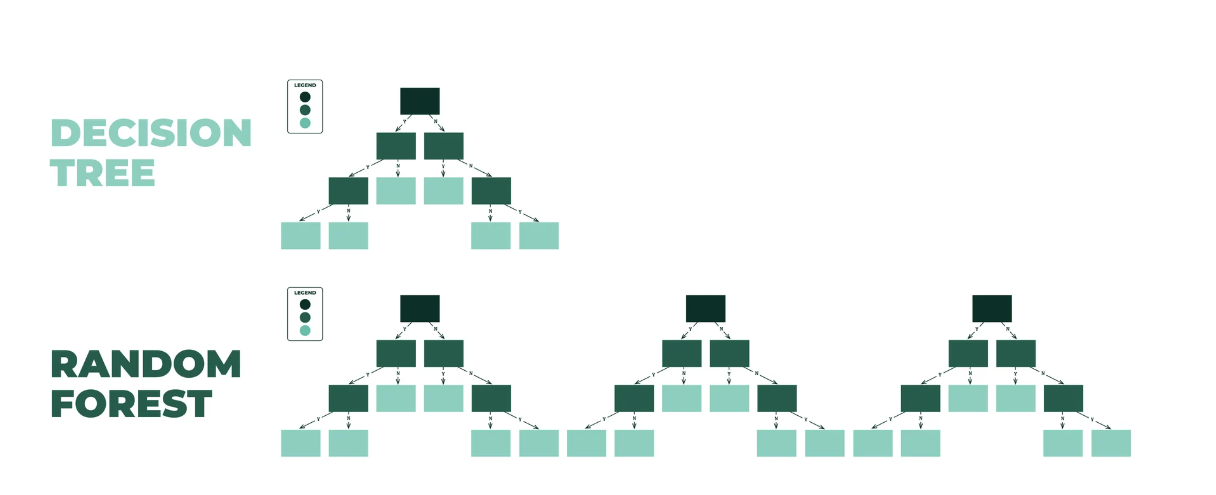 LEGEND
DECISION
TREE
Y N
Y N Y N
Y N N Y
LEGEND
RANDOM
FOREST
Y N Y N Y N
Y N Y N Y N Y N Y N Y N
Y N N Y Y N N Y Y N N Y